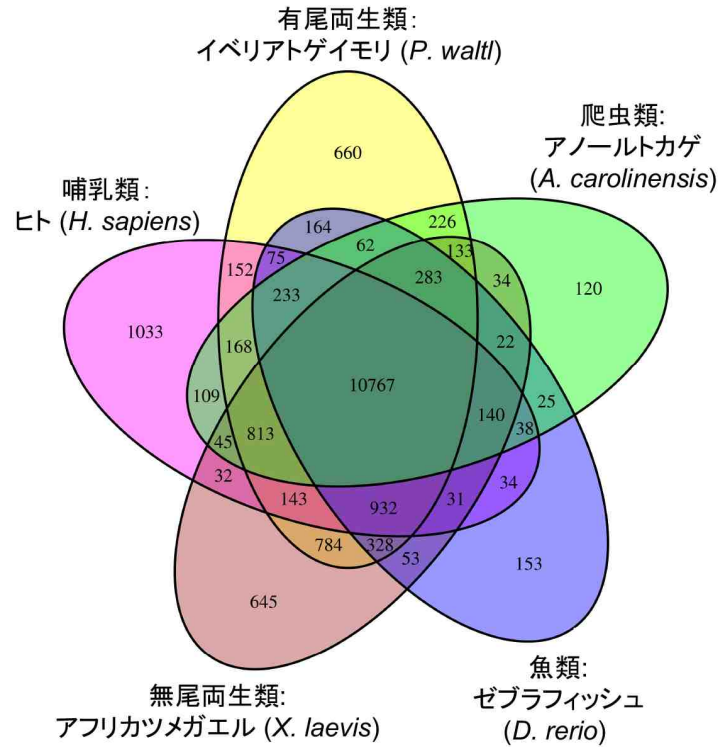 有尾両生類:
イベリアトゲイモリ (P. waltl)
爬虫類:
アノールトカゲ
(A. carolinensis)
哺乳類:
ヒト (H. sapiens)
660
164
62
226
133
34
120
152
75
233
283
22
1033
168
10767
25
109
140
38
45
813
32
143
932
31
34
784
328
53
153
645
無尾両生類:
アフリカツメガエル (X. laevis)
魚類:
ゼブラフィッシュ
(D. rerio)